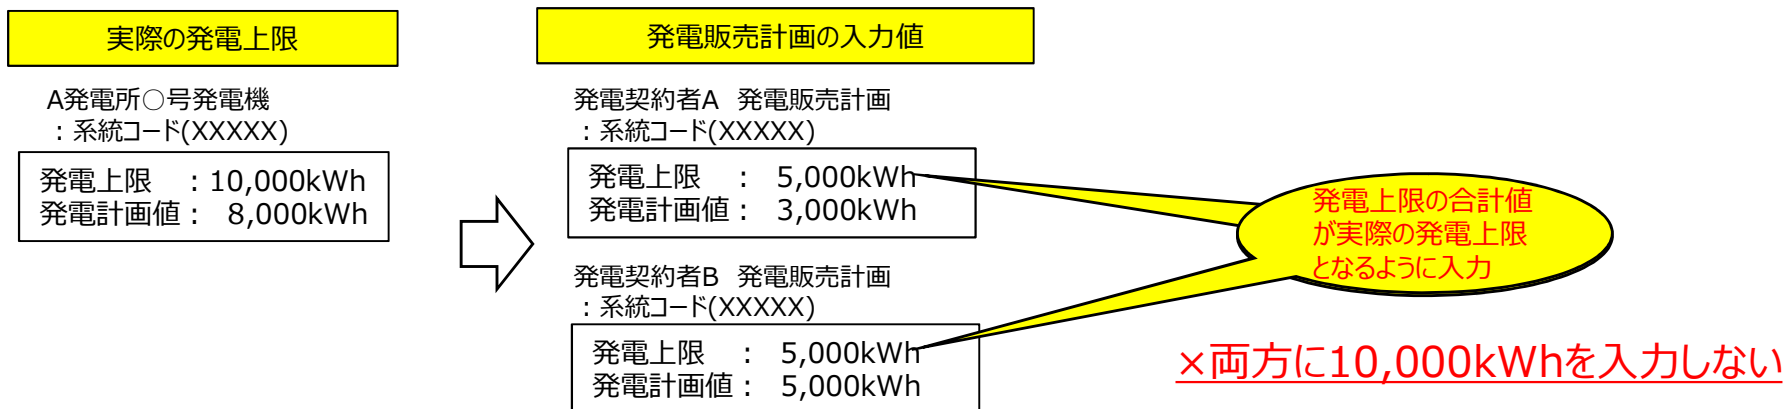 実際の発電上限
発電販売計画の入力値
A発電所○号発電機
：系統コード(XXXXX)
発電上限　：10,000kWh
発電計画値：　8,000kWh
発電契約者A　発電販売計画
：系統コード(XXXXX)
発電上限　：　5,000kWh
発電計画値：　3,000kWh
発電契約者B　発電販売計画
：系統コード(XXXXX)
発電上限　：　5,000kWh
発電計画値：　5,000kWh
発電上限の合計値
が実際の発電上限
となるように入力
×両方に10,000kWhを入力しない